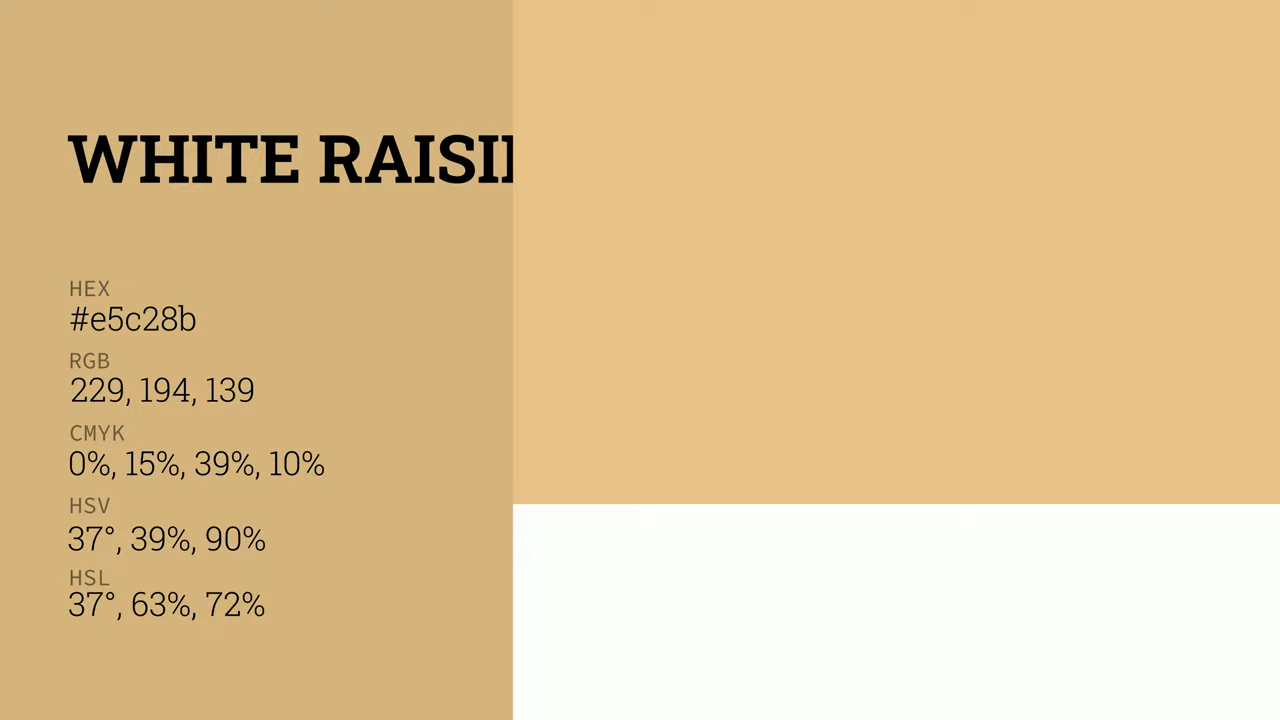 WHITE
HEX
#e5c28b
RGB
229, 194, 139
CMYK
0%, 15%, 39%, 10%
HSV
37°, 39%, 90%
HSL
37°, 63%, 72%